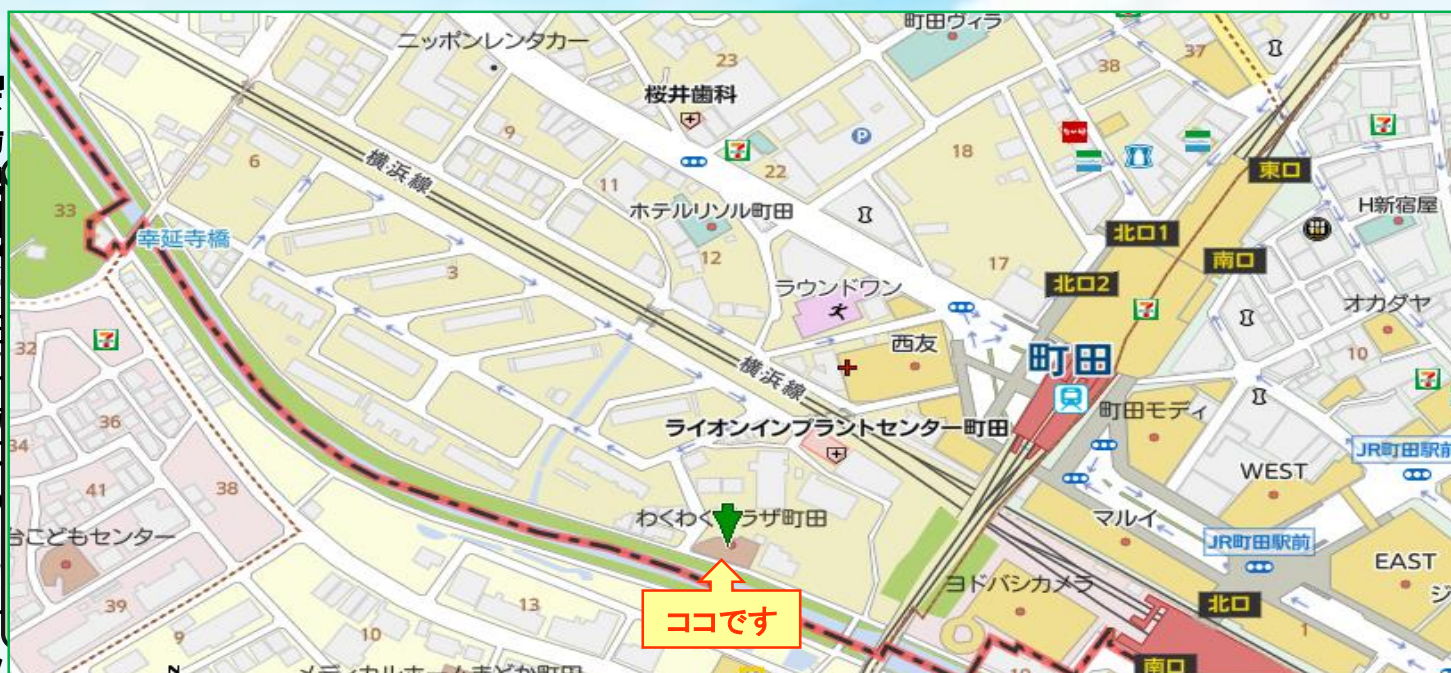 町田ヴィラ
ニッポンレンタカー
23
37
38
桜井歯科
9
P
18
6
横浜線
11
22
東口
33
ホテルリソル町田
H新宿屋
幸延寺橋
北口1
12
17
南口
3
北口2
ラウンドワン
オカダヤ
32
西友
町田
10
横浜線
町田モディ
36
ライオンインプラントセンター町田
34
JR町田駅前
WEST
41
38
わくわく
ラザ町田
マルイ
台こどもセンター
JR町田駅前
EAST
ヨドバシカメラ
39
13
ココです
北口
1
9
10
南口